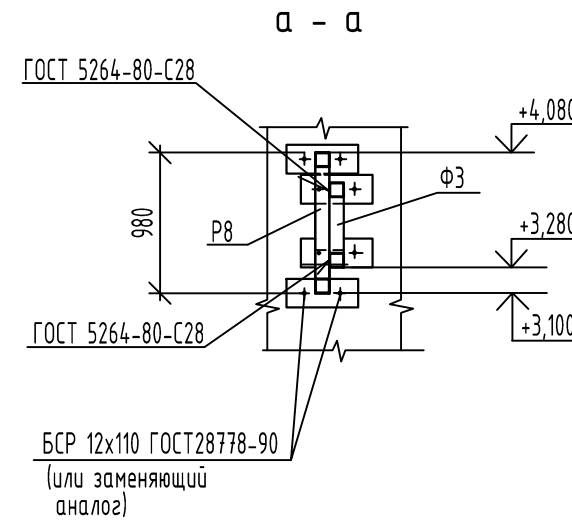 а - а
ГОСТ 5264-80-С28
+4,080
Ф3
980
Р8
+3,280
ГОСТ 5264-80-С28
+3,100
БСР 12х110 ГОСТ28778-90
(или заменяющий
аналог)